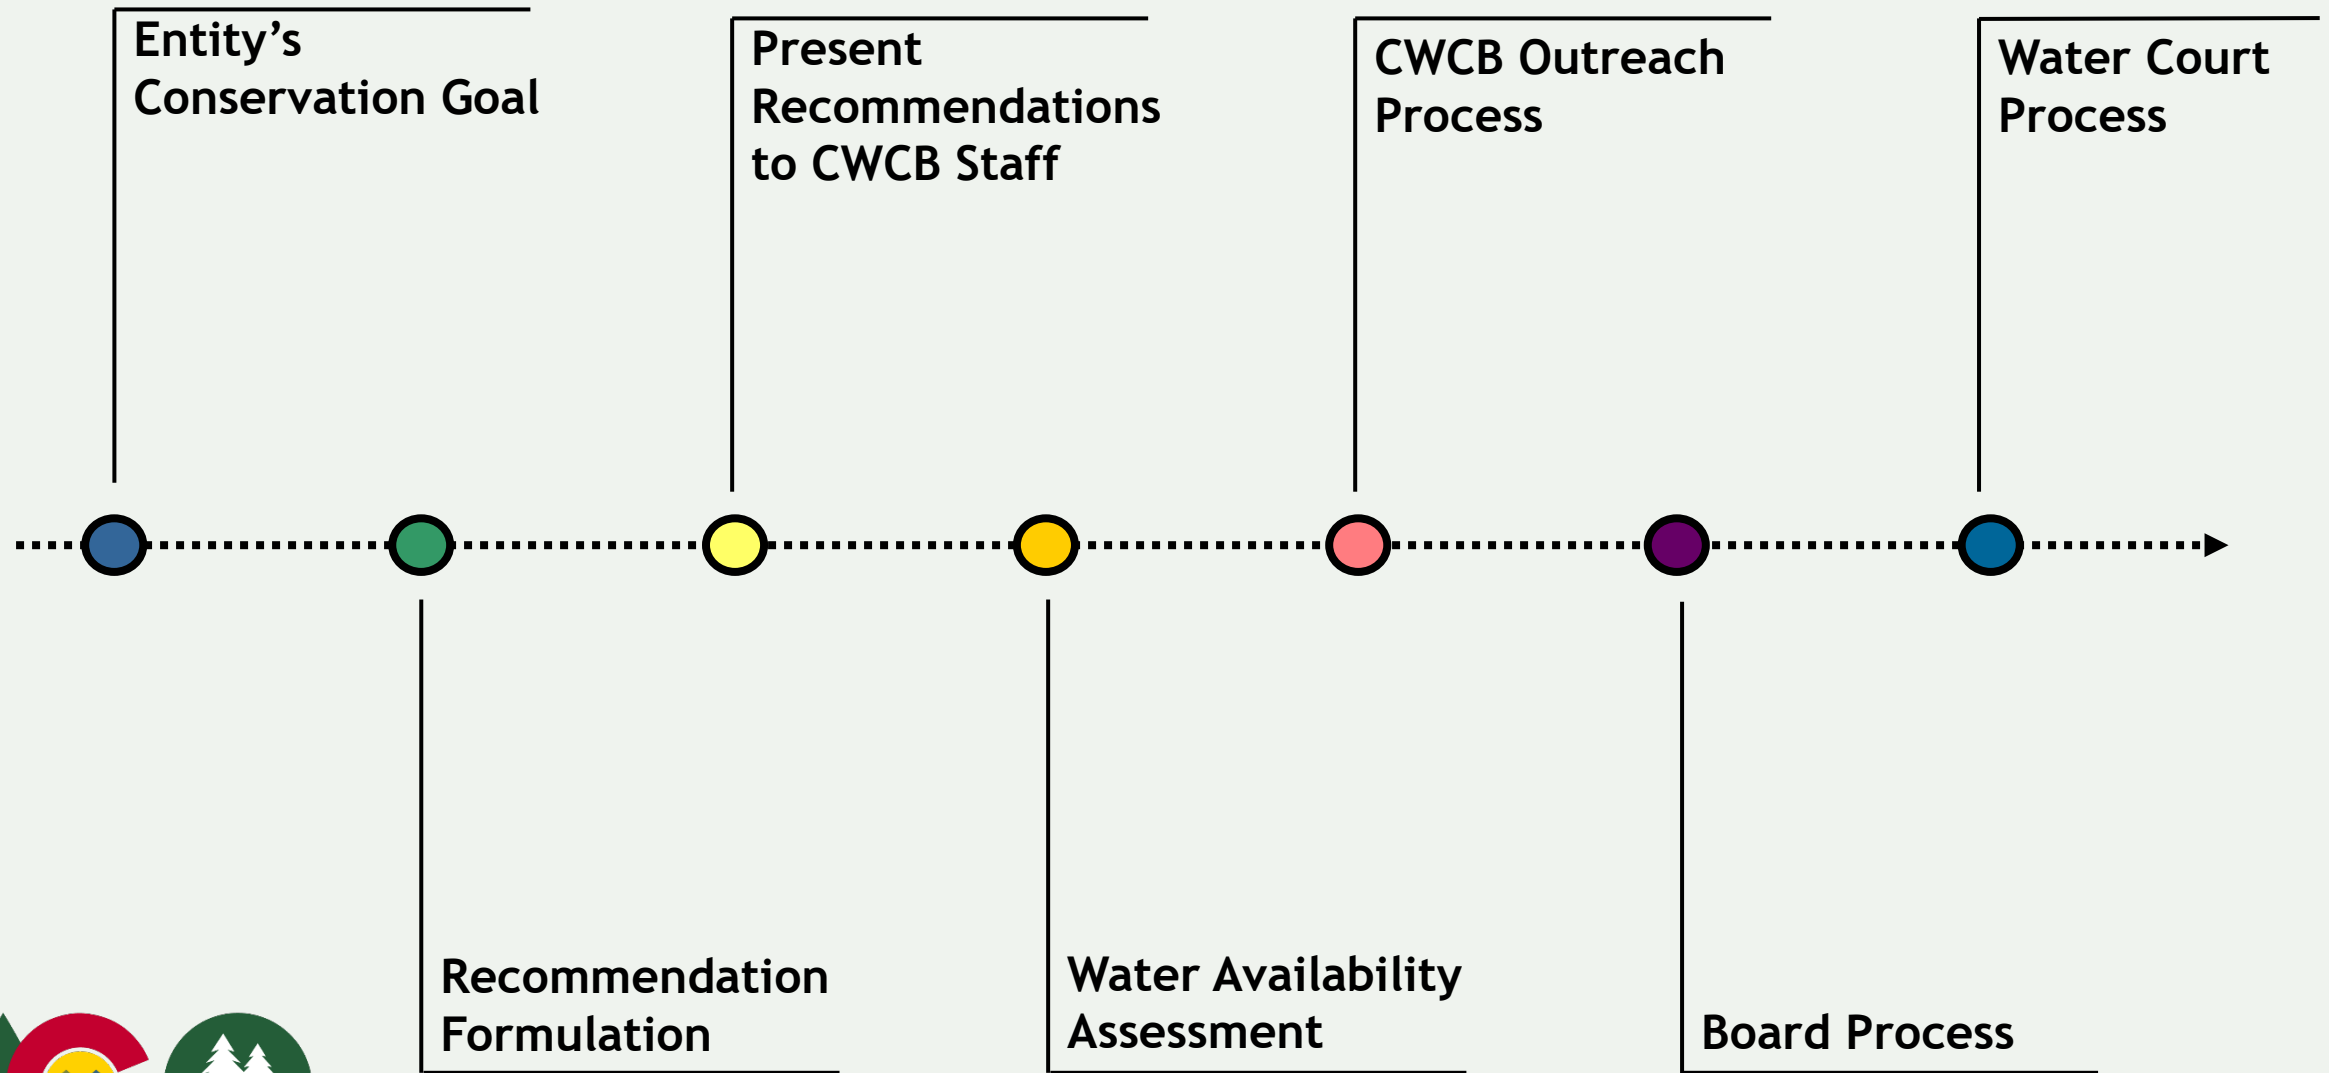 Entity’s
Conservation Goal
Present
Recommendations
to CWCB Staff
CWCB Outreach
Process
Water Court
Process
Recommendation
Formulation
Water Availability
Assessment
Board Process